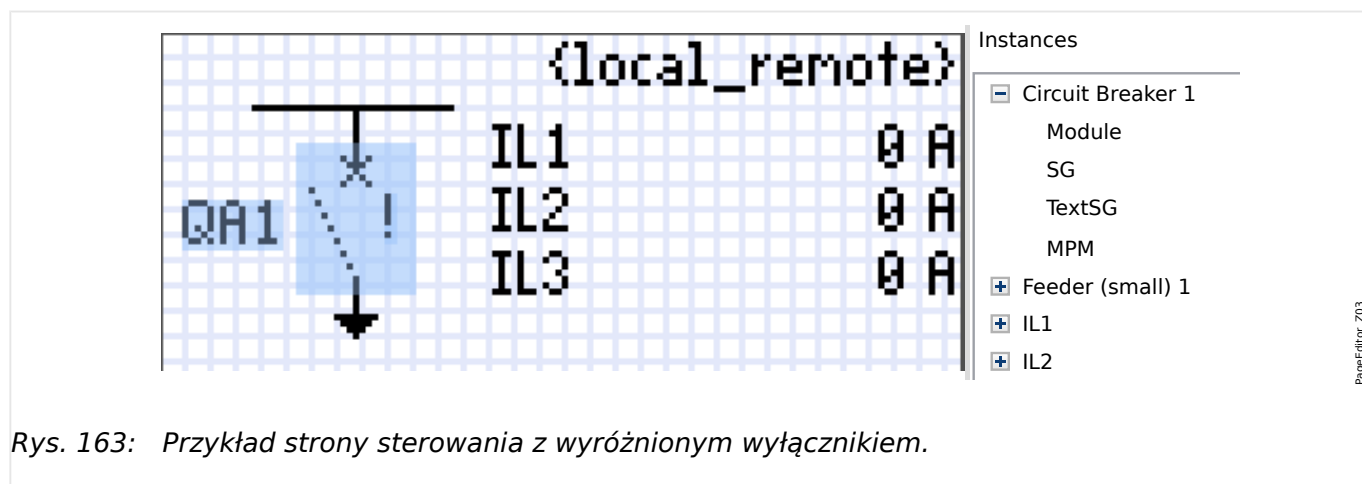 {local_remote}
IL1 0 A
QA1 ! IL2 0 A
IL3 0 A
Instances
Circuit Breaker 1
Module
SG
TextSG
MPM
Feeder (small) 1
IL1
IL2
PageEditor_Z03
Rys. 163: Przykład strony sterowania z wyróżnionym wyłącznikiem.